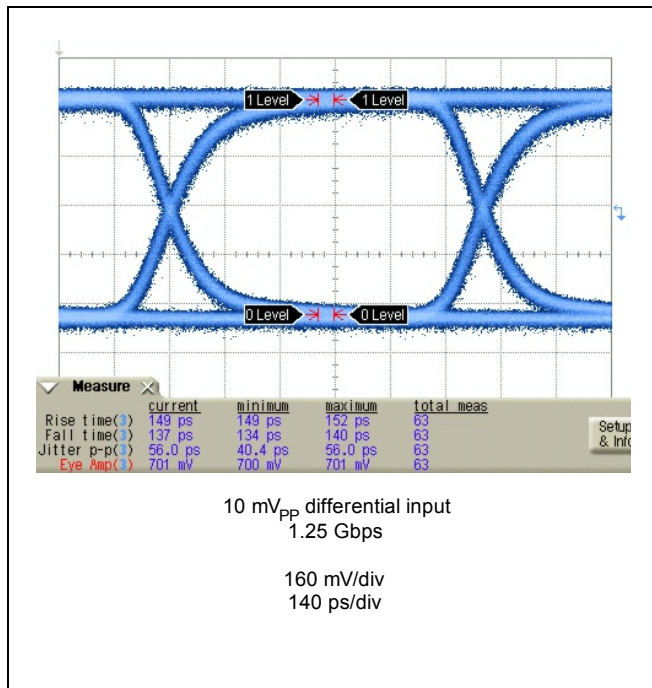 1 Level 1 Level
0 Level 0 Level
Measure
current minimum maximum total meas
Rise time(3) 149 ps 149 ps 152 ps 63
Fall time(3) 137 ps 134 ps 140 ps 63
Jitter p-p(3) 56.0 ps 40.4 ps 56.0 ps 63
Eye Amp(3) 701 mV 700 mV 701 mV 63
Setup
& Info
10 mVPP differential input
1.25 Gbps
160 mV/div
140 ps/div